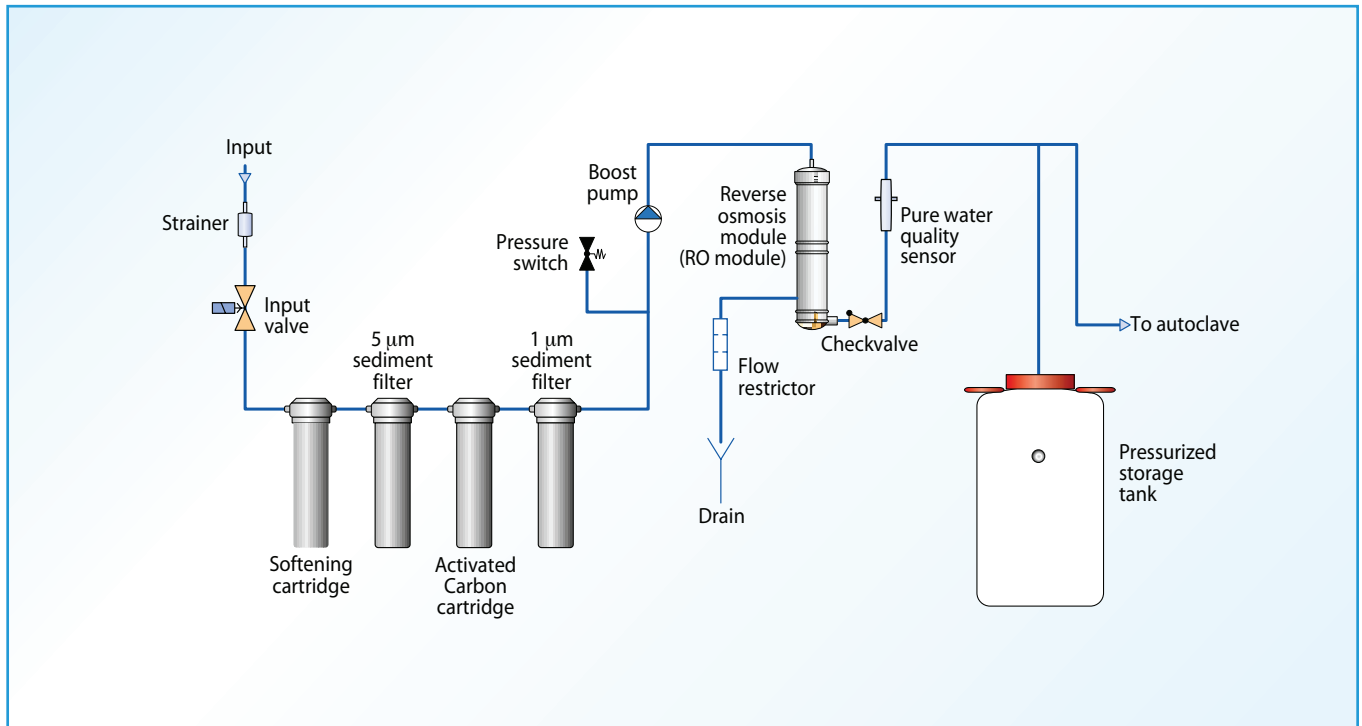 Input
Strainer
Input
valve
5 μm
sediment
filter
1 μm
sediment
filter
Softening
cartridge
Activated
Carbon
cartridge
Pressure
switch
Boost
pump
Reverse
osmosis
module
(RO module)
Flow
restrictor
Drain
Checkvalve
Pure water
quality
sensor
To autoclave
Pressurized
storage
tank